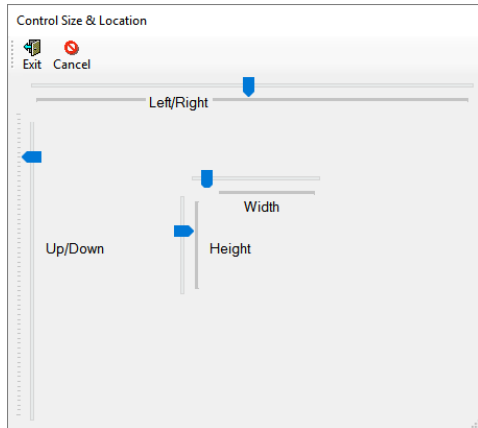 Control Size & Location
Exit Cancel
Left/Right
Width
Up/Down Height